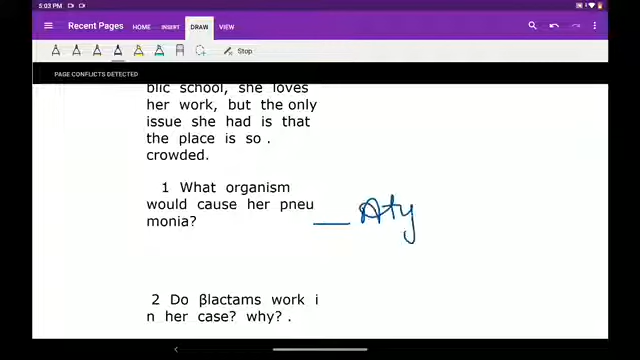 5:03 PM
Recent Pages HOME INSERT DRAW VIEW
Stop
PAGE CONFLICTS DETECTED
blic school, she loves
her work, but the only
issue she had is that
the place is so .
crowded.
1 What organism
would cause her pneu
monia? __ Aty
2 Do βlactams work i
n her case? why? .